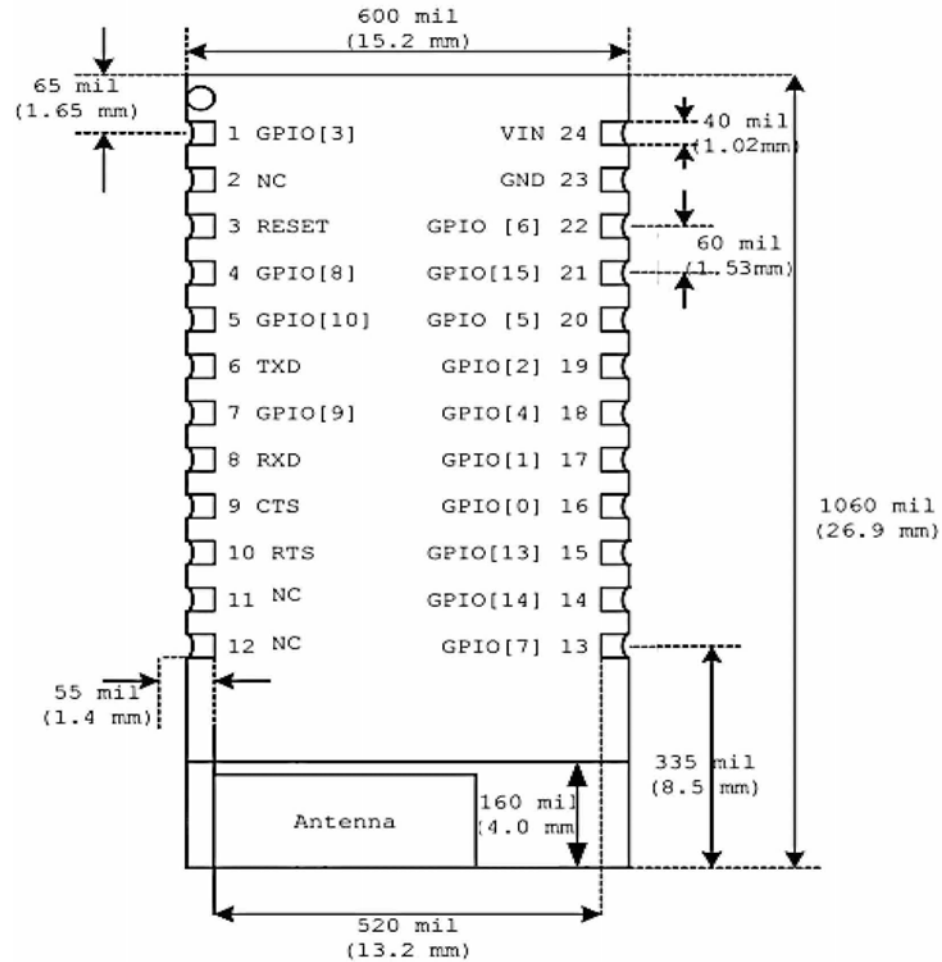 600 mil
(15.2 mm)
65 mil
(1.65 mm)
1 GPIO[3]
VIN 24
40 mil
(1.02mm)
2 NC
GND 23
3 RESET
GPIO [6] 22
60 mil
(1.53mm)
4 GPIO[8]
GPIO[15] 21
5 GPIO[10]
GPIO [5] 20
6 TXD
GPIO[2] 19
7 GPIO[9]
GPIO[4] 18
8 RXD
GPIO[1] 17
9 CTS
GPIO[0] 16
1060 mil
(26.9 mm)
10 RTS
GPIO[13] 15
11 NC
GPIO[14] 14
12 NC
GPIO[7] 13
55 mil
(1.4 mm)
335 mil
(8.5 mm)
Antenna
160 mil
(4.0 mm
520 mil
(13.2 mm)